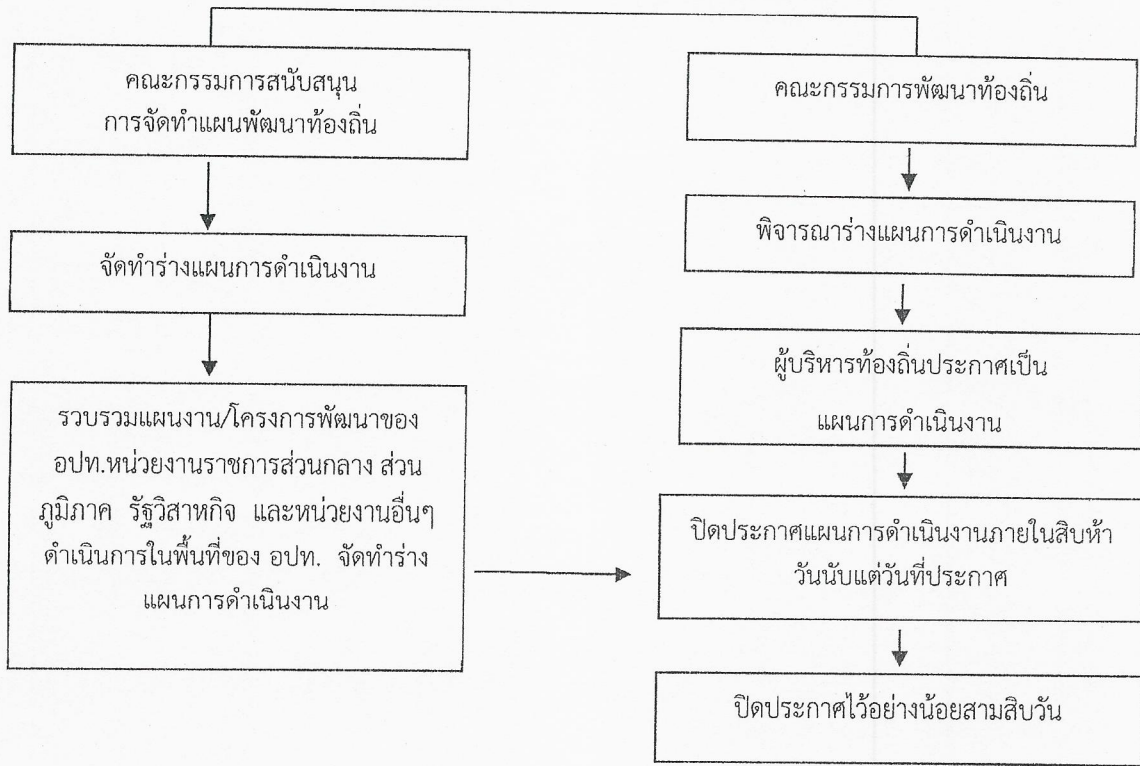 คณะกรรมการสนับสนุน
การจัดทำแผนพัฒนาท้องถิ่น
จัดทำร่างแผนการดำเนินงาน
รวบรวมแผนงาน/โครงการพัฒนาของ
อปท.หน่วยงานราชการส่วนกลาง ส่วน
ภูมิภาค รัฐวิสาหกิจ และหน่วยงานอื่นๆ
ดำเนินการในพื้นที่ของ อปท. จัดทำร่าง
แผนการดำเนินงาน
คณะกรรมการพัฒนาท้องถิ่น
พิจารณาร่างแผนการดำเนินงาน
ผู้บริหารท้องถิ่นประกาศเป็น
แผนการดำเนินงาน
ปิดประกาศแผนการดำเนินงานภายในสิบห้า
วันนับแต่วันที่ประกาศ
ปิดประกาศไว้อย่างน้อยสามสิบวัน